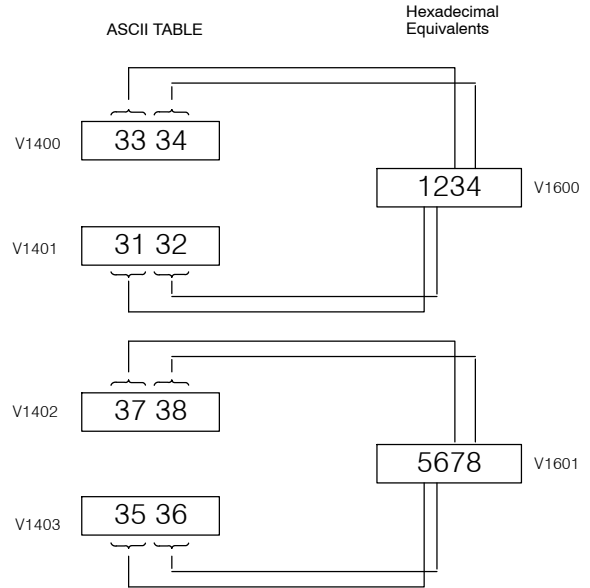 ASCII TABLE
Hexadecimal
Equivalents
V1400
33 34
1234
V1600
V1401
31 32
V1402
37 38
5678
V1601
V1403
35 36